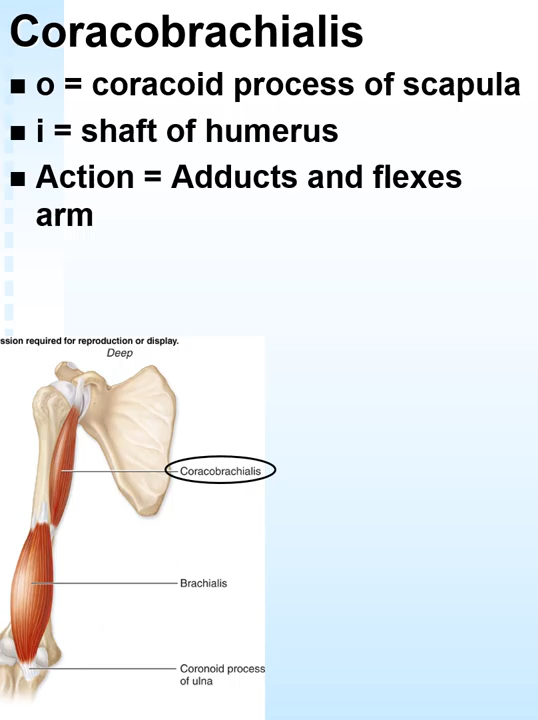 Coracobrachialis
■ o = coracoid process of scapula
■ i = shaft of humerus
■ Action = Adducts and flexes
arm
ssion required for reproduction or display.
Deep
Coracobrachialis
Brachialis
Coronoid process
of ulna